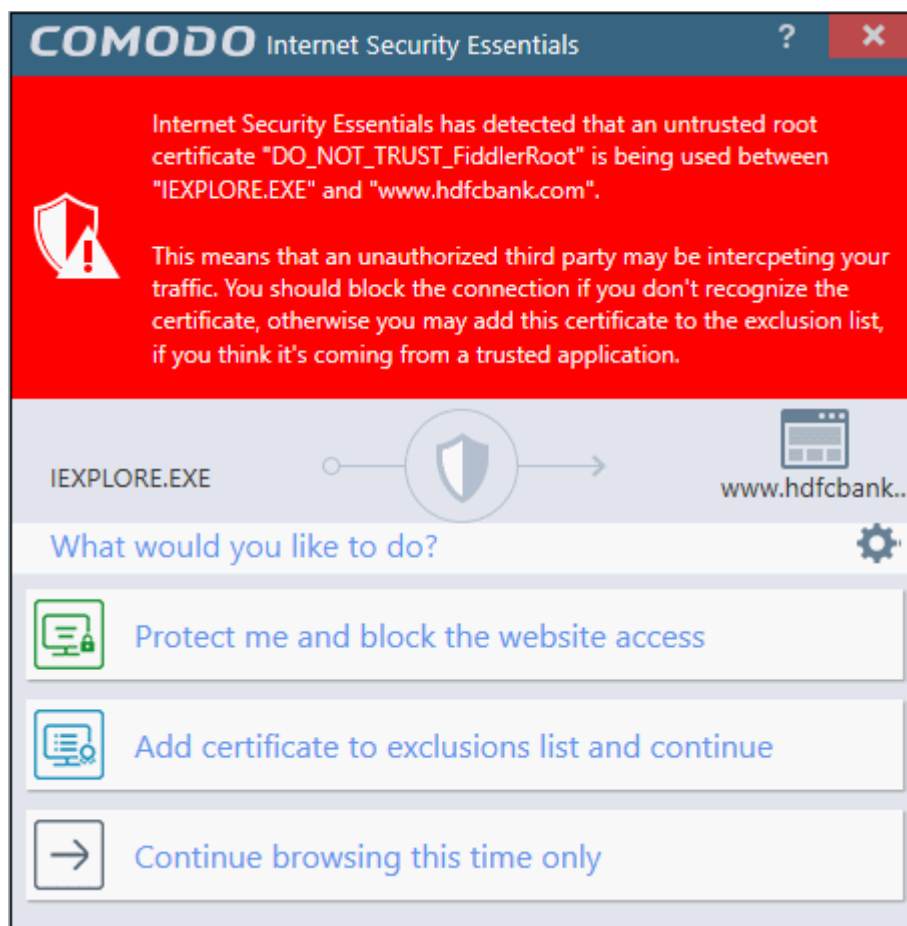 COMODO Internet Security Essentials ?
Internet Security Essentials has detected that an untrusted root
certificate "DO_NOT_TRUST_FiddlerRoot" is being used between
"IEXPLORE.EXE" and "www.hdfcbank.com".
This means that an unauthorized third party may be intercpeting your
traffic. You should block the connection if you don't recognize the
certificate, otherwise you may add this certificate to the exclusion list,
if you think it's coming from a trusted application.
IEXPLORE.EXE
www.hdfcbank..
What would you like to do?
Protect me and block the website access
Add certificate to exclusions list and continue
Continue browsing this time only